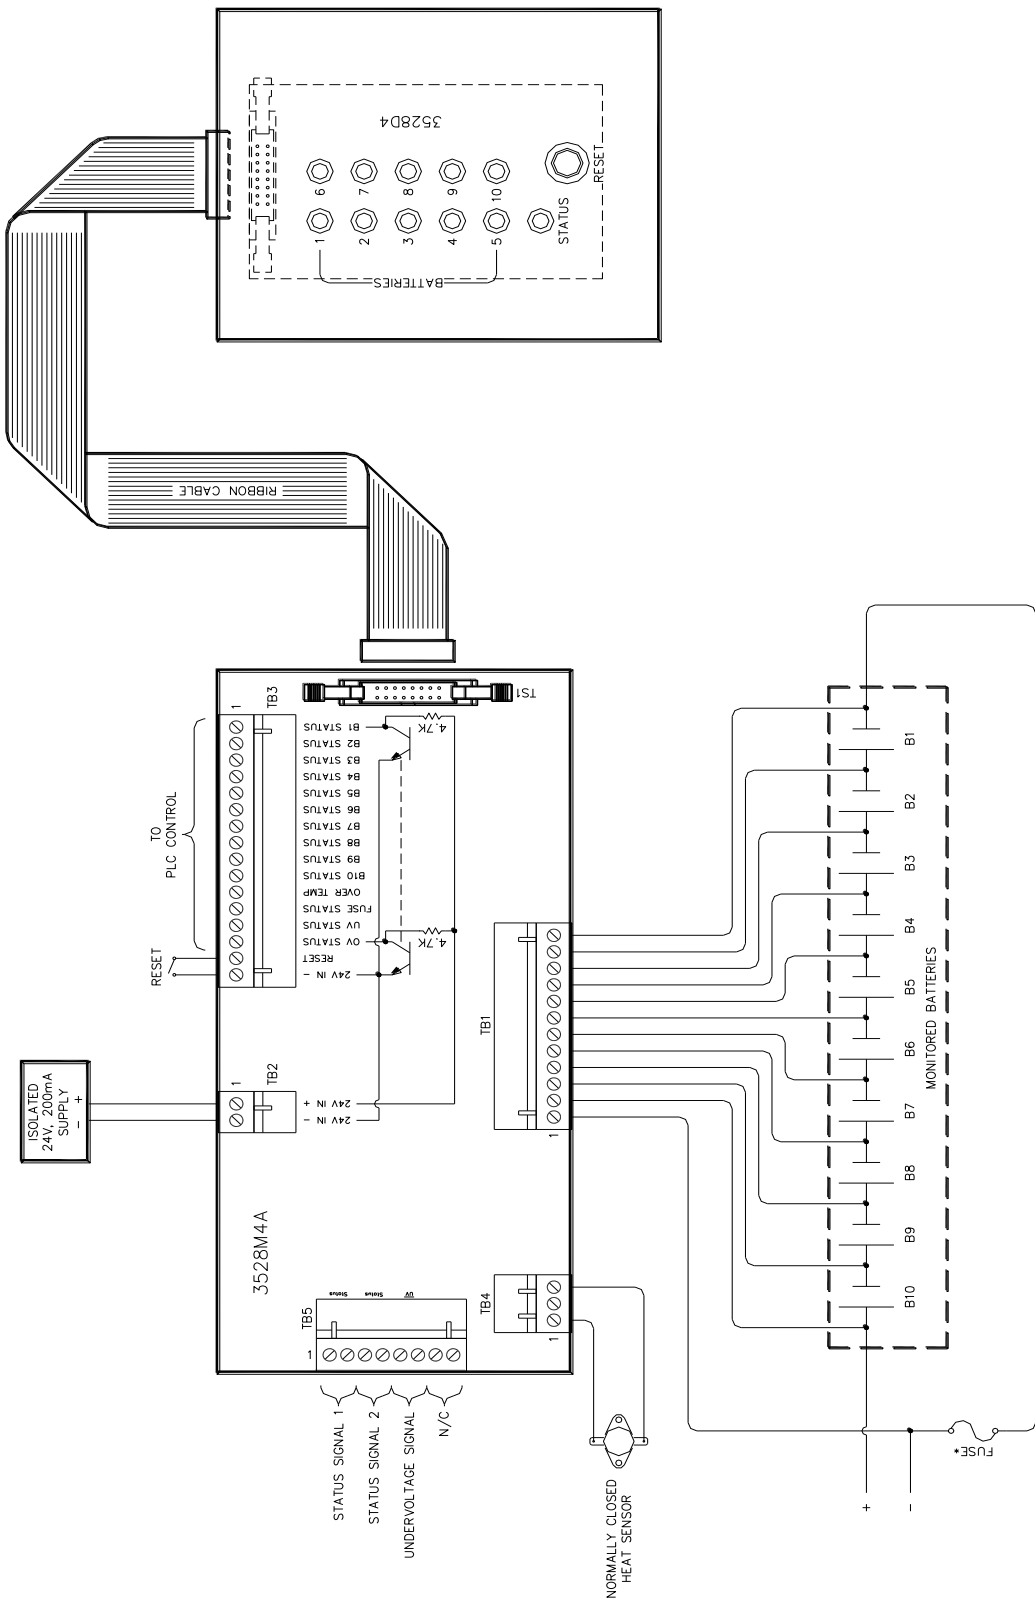 3528D4
1
2
3
4
5
6
7
8
9
10
BATTERIES
STATUS
RESET
RIBBON CABLE
ISOLATED
24V, 200mA
SUPPLY
- +
RESET
TO
PLC CONTROL
1
TB3
TS1
B1 STATUS
B2 STATUS
B3 STATUS
B4 STATUS
B5 STATUS
B6 STATUS
B7 STATUS
B8 STATUS
B9 STATUS
B10 STATUS
OVER TEMP
FUSE STATUS
UV STATUS
OV STATUS
RESET
24V IN -
4.7K
4.7K
1
TB2
24V IN +
24V IN -
3528M4A
TB1
1
TB4
1
TB5
1
Status
Status
UV
STATUS SIGNAL 1
STATUS SIGNAL 2
UNDERVOLTAGE SIGNAL
N/C
NORMALLY CLOSED
HEAT SENSOR
B1
B2
B3
B4
B5
B6
B7
B8
B9
B10
MONITORED BATTERIES
FUSE*
+
-